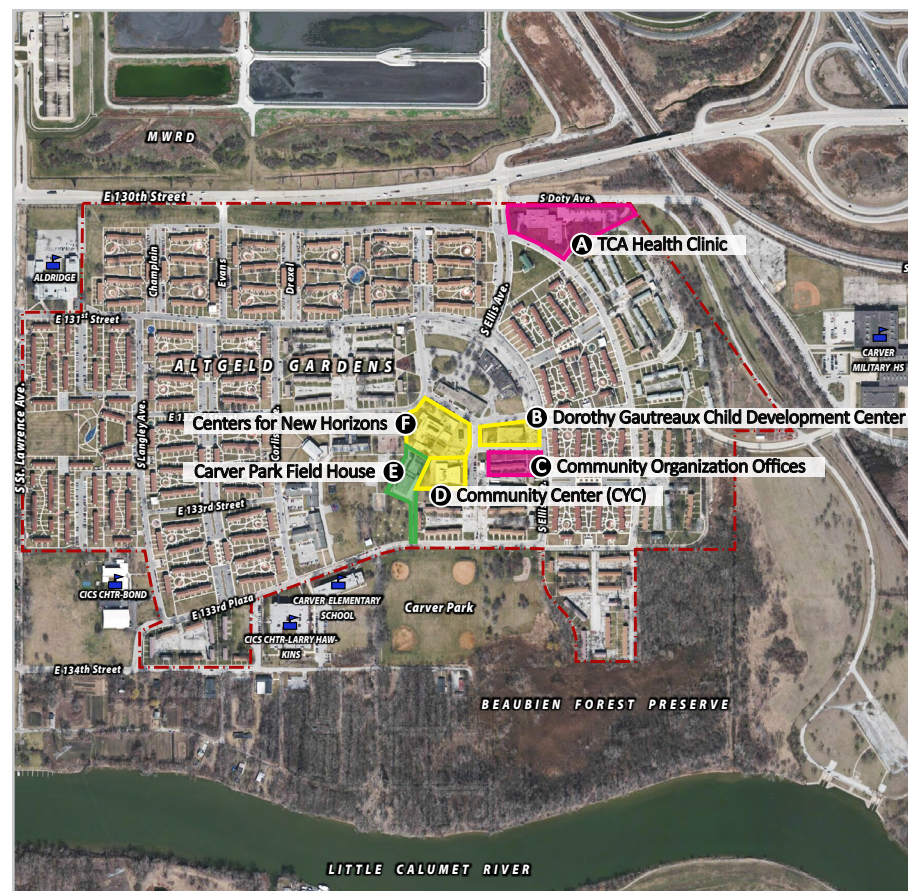 MWRD
E 130th Street
S Doty Ave.
A TCA Health Clinic
ALDRIDGE
Champlain
Evans
Drexel
S Ellis Ave.
E 131st Street
CARVER
MILITARY HS
ALTGELD GARDENS
S St. Lawrence Ave.
S Langley Ave.
Centers for New Horizons F
B Dorothy Gautreaux Child Development Center
Carver Park Field House E
C Community Organization Offices
D Community Center (CYC)
E 133rd Street
E 133rd Plaza
CICS CHTR-BOND
CARVER ELEMENTARY
SCHOOL
Carver Park
CICS CHTR-LARRY HAW-
KINS
E 134th Street
BEAUBIEN FOREST PRESERVE
LITTLE CALUMET RIVER